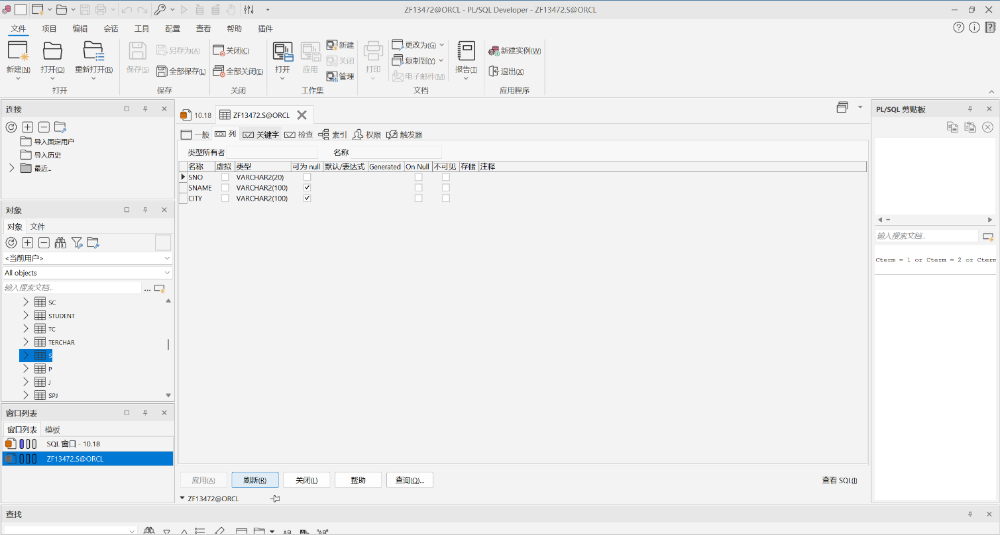 ZF13472@ORCL - PL/SQL Developer - ZF13472.S@ORCL
文件 项目 编辑 会话 工具 配置 查看 帮助 插件
新建(N) 打开(O) 重新打开(R)
打开
保存(S) 另存为(A) 全部保存(L)
保存
关闭(C) 全部关闭(E)
关闭
打开 应用 新建 关闭 管理
工作集
打印 更改为(G) 复制到(Y) 电子邮件(M)
文档
报告(T)
新建实例(W) 退出(X)
应用程序
连接
导入固定用户
导入历史
最近...
对象
对象 文件
<当前用户>
All objects
输入搜索文档...
SC
STUDENT
TC
TERCHAR
S
P
J
SPJ
窗口列表
窗口列表 模板
SQL 窗口 - 10.18
ZF13472.S@ORCL
10.18 ZF13472.S@ORCL
一般 COL 列 关键字 检查 索引 权限 触发器
类型所有者 名称
名称 虚拟 类型 可为 null 默认/表达式 Generated On Null 不可见 存储 注释
SNO VARCHAR2(20)
SNAME VARCHAR2(100)
CITY VARCHAR2(100)
应用(A) 刷新(R) 关闭(L) 帮助 查询(Q)... 查看 SQL(I)
ZF13472@ORCL
PL/SQL 剪贴板
输入搜索文档...
Cterm = 1 or Cterm = 2 or Cterm
查找
AB "AB"